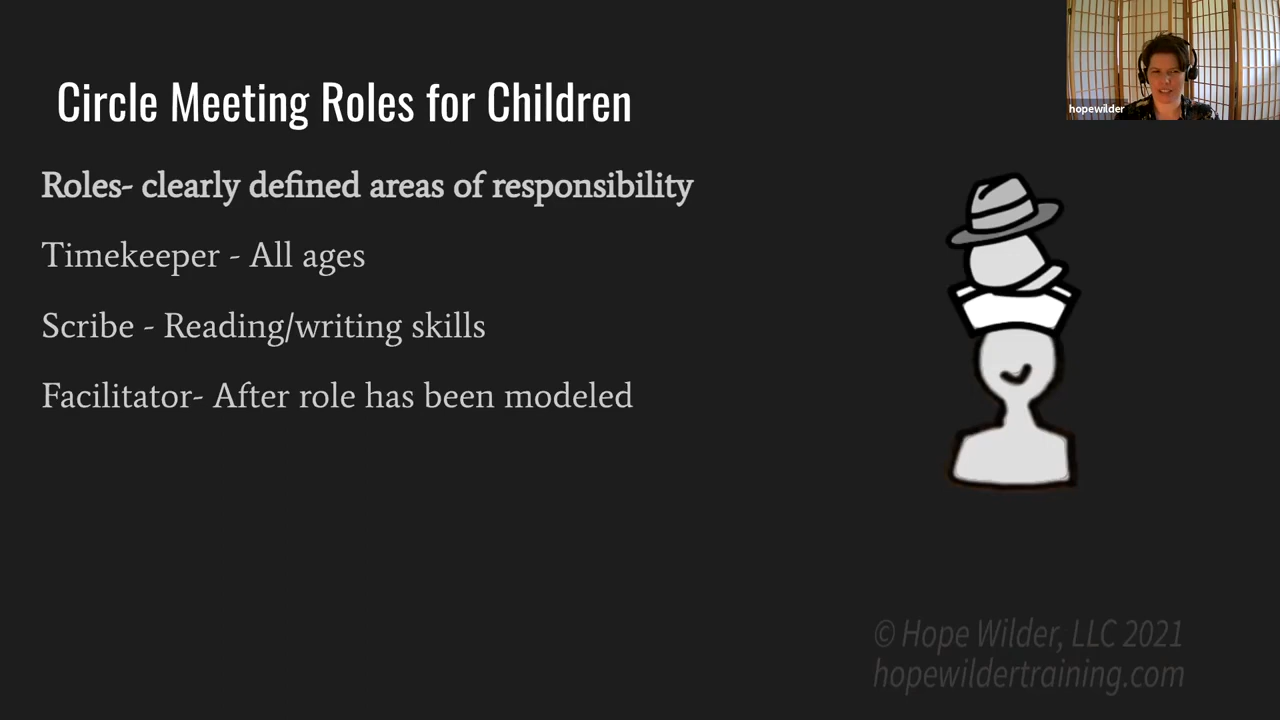 hopewilder
Circle Meeting Roles for Children
Roles- clearly defined areas of responsibility
Timekeeper - All ages
Scribe - Reading/writing skills
Facilitator- After role has been modeled
© Hope Wilder, LLC 2021
hopewildertraining.com